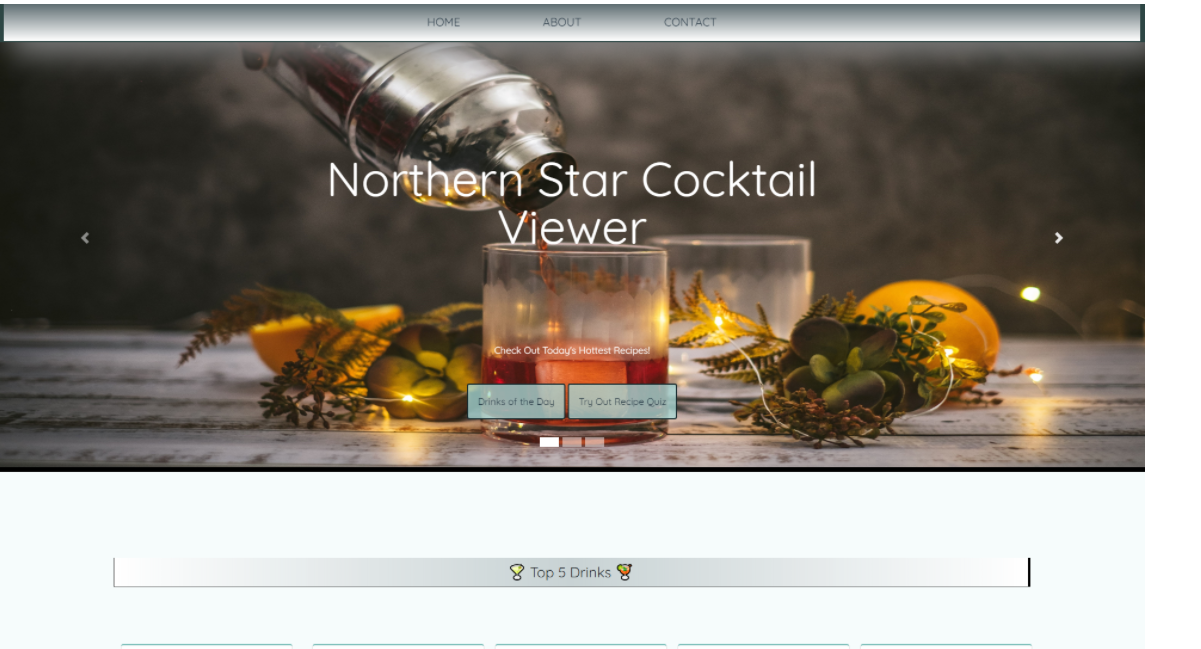 HOME ABOUT CONTACT
Northern Star Cocktail
Viewer
Check Out Today's Hottest Recipes!
Drinks of the Day Try Out Recipe Quiz
Top 5 Drinks